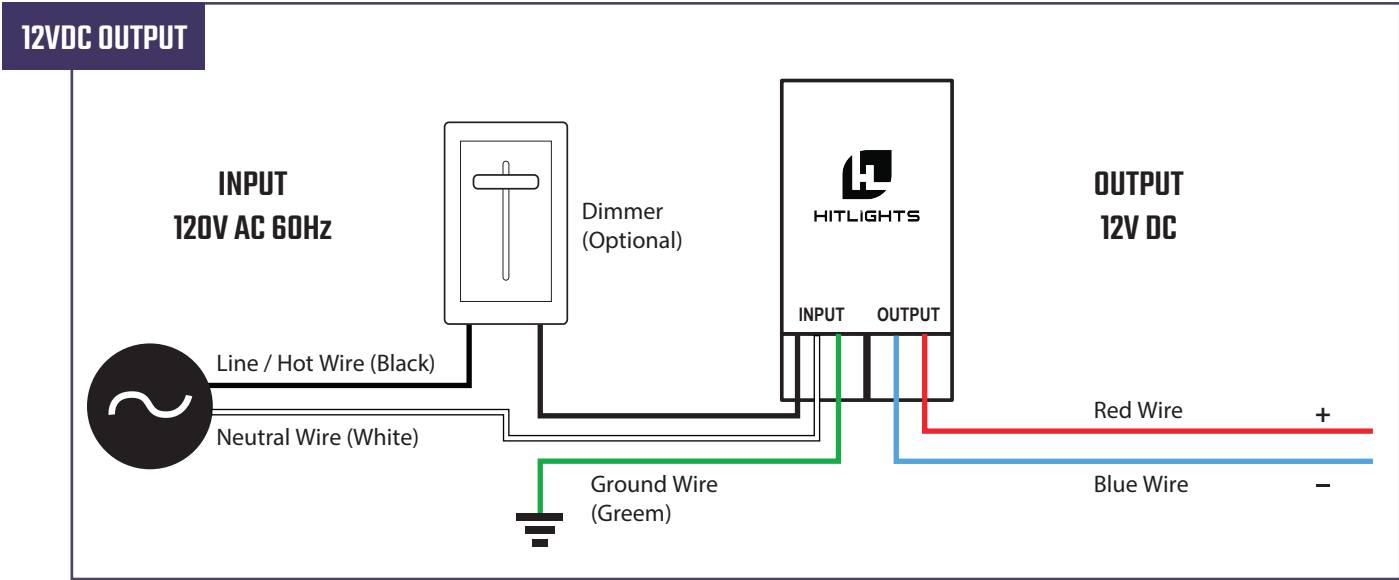 12VDC OUTPUT
INPUT
120V AC 60Hz
Dimmer
(Optional)
HITLIGHTS
INPUT OUTPUT
OUTPUT
12V DC
Line / Hot Wire (Black)
Neutral Wire (White)
Ground Wire
(Greem)
Red Wire +
Blue Wire −